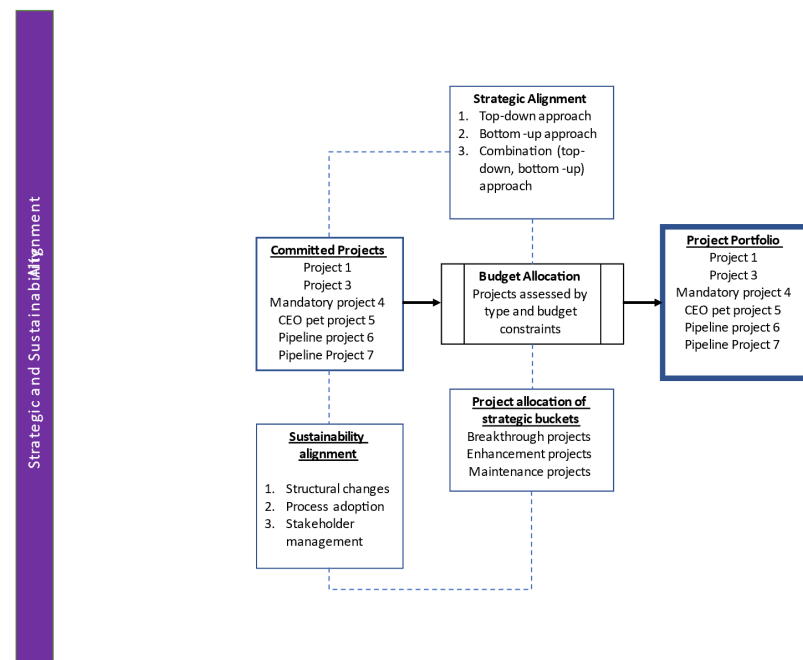 Strategic and Sustainability
Alignment
Strategic Alignment
1. Top-down approach
2. Bottom -up approach
3. Combination (top-
down, bottom -up)
approach
Committed Projects
Project 1
Project 3
Mandatory project 4
CEO pet project 5
Pipeline project 6
Pipeline Project 7
Budget Allocation
Projects assessed by
type and budget
constraints
Project Portfolio
Project 1
Project 3
Mandatory project 4
CEO pet project 5
Pipeline project 6
Pipeline Project 7
Sustainability
alignment
1. Structural changes
2. Process adoption
3. Stakeholder
management
Project allocation of
strategic buckets
Breakthrough projects
Enhancement projects
Maintenance projects